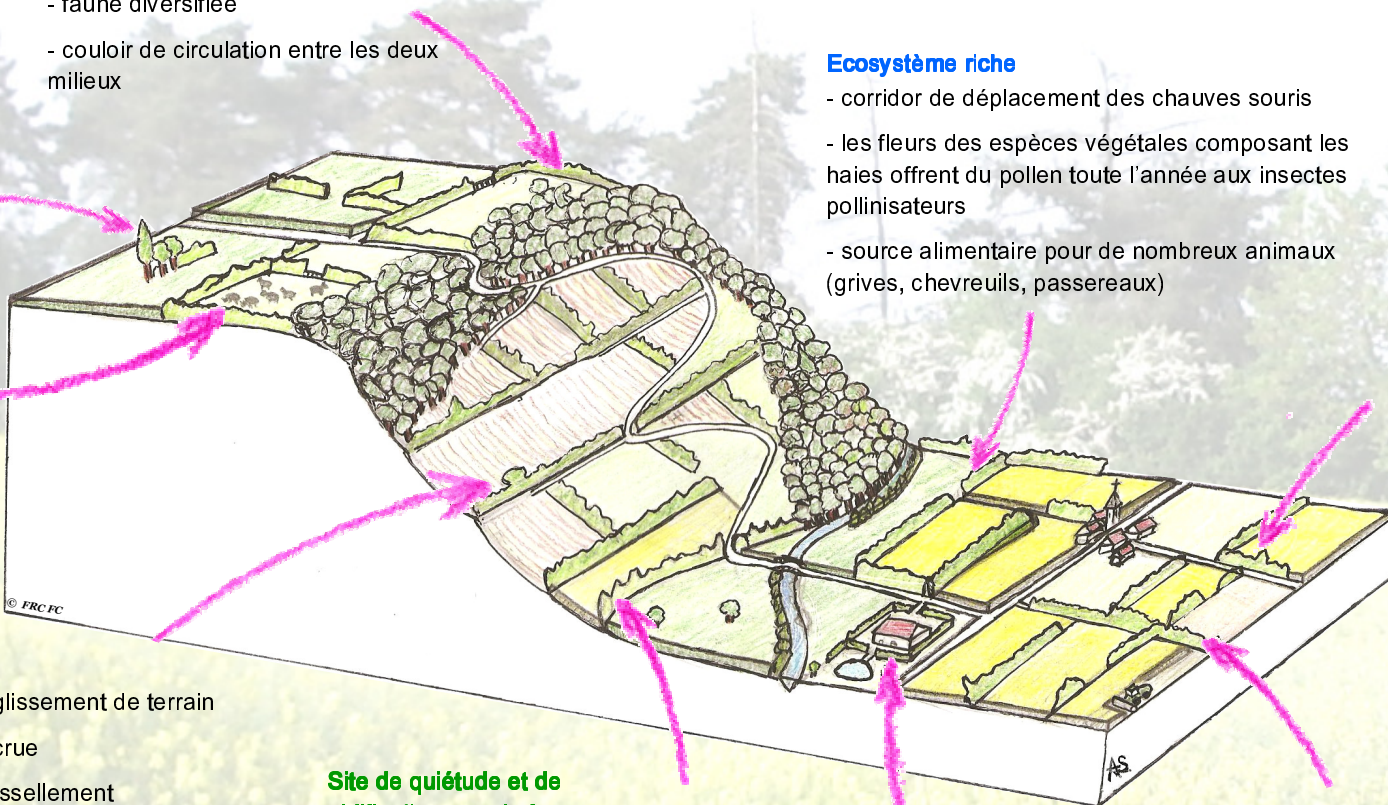 - faune diversifiée
- couloir de circulation entre les deux
milieux
Ecosystème riche
- corridor de déplacement des chauves souris
- les fleurs des espèces végétales composant les
haies offrent du pollen toute l'année aux insectes
pollinisateurs
- source alimentaire pour de nombreux animaux
(grives, chevreuils, passereaux)
© FRC FC
glissement de terrain
crue
ssellement
Site de quiétude et de
A.S.